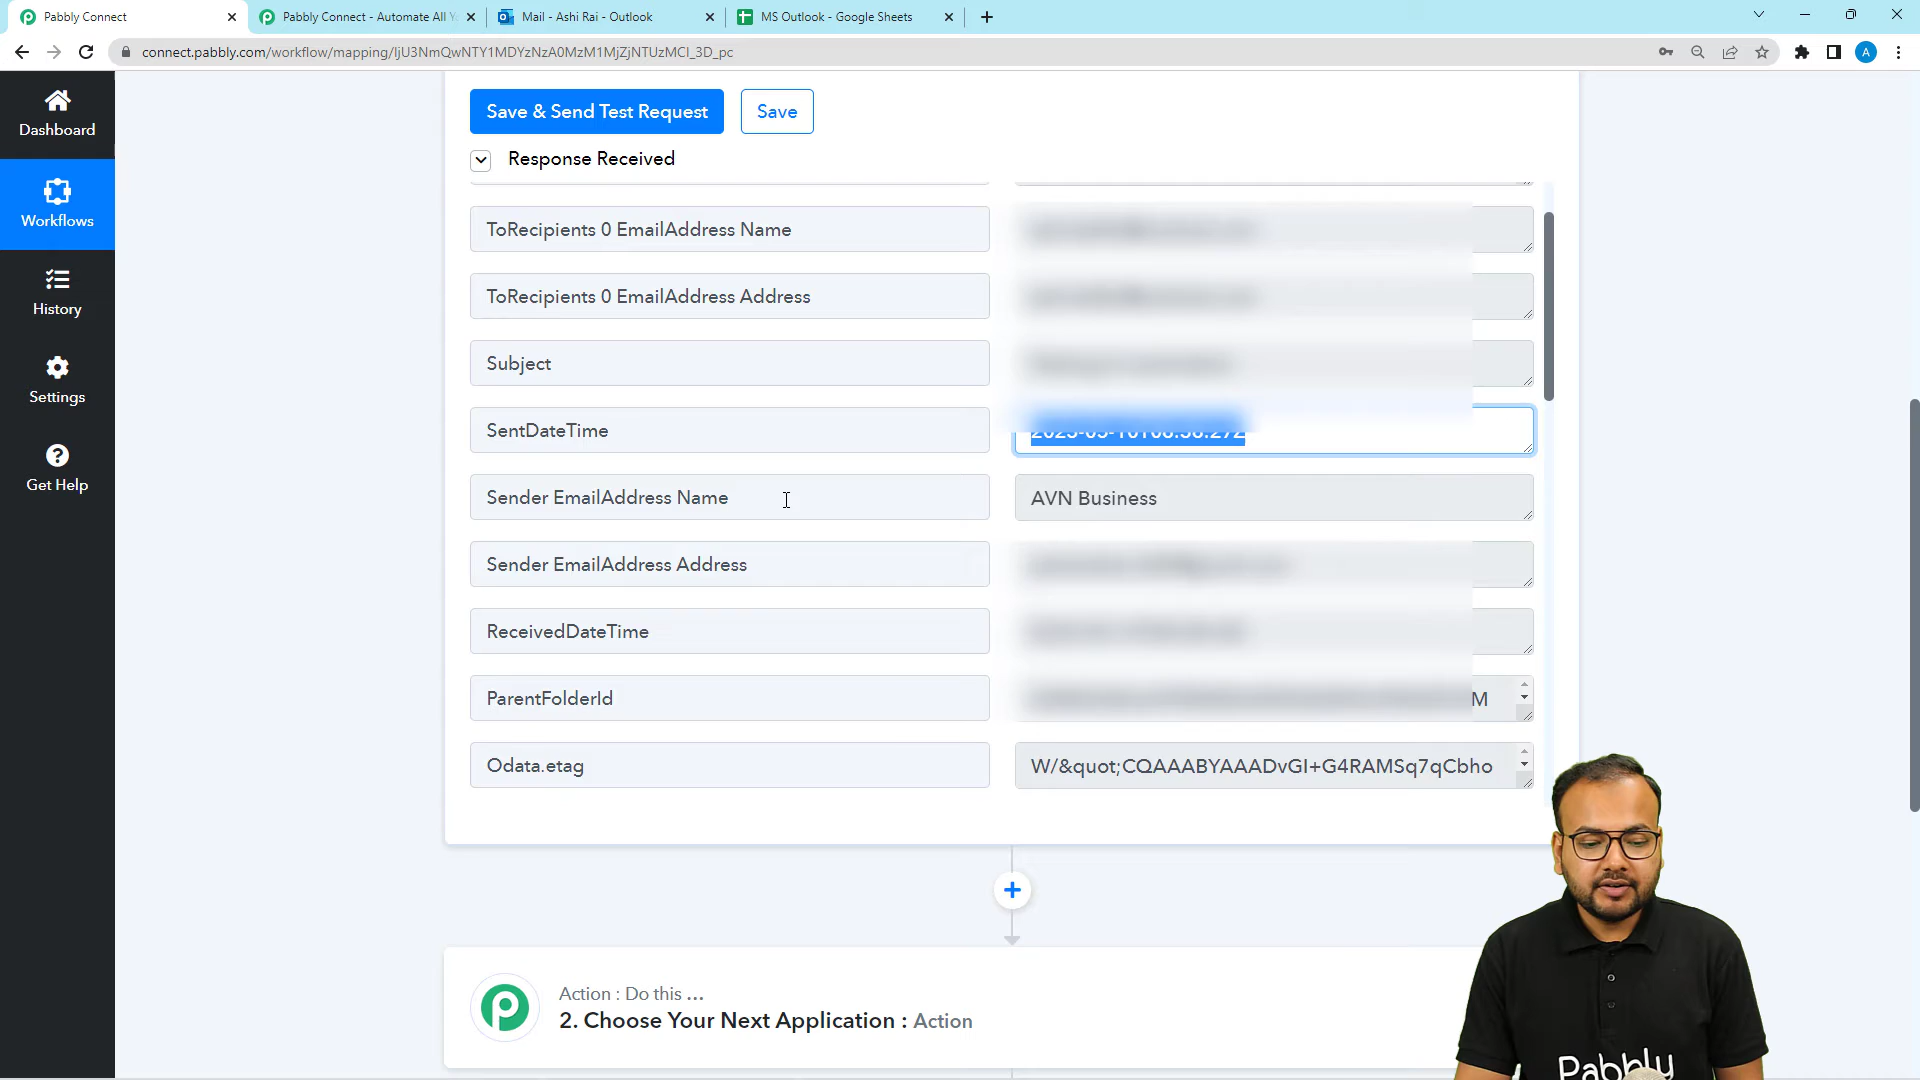 Pabbly Connect
Pabbly Connect - Automate All Y
Mail - Ashi Rai - Outlook
MS Outlook - Google Sheets
connect.pabbly.com/workflow/mapping/IjU3NmQwNTY1MDYzNzA0MzM1MjZjNTUzMCI_3D_pc
A
Dashboard
Workflows
History
Settings
Get Help
Save & Send Test Request
Save
Response Received
ToRecipients 0 EmailAddress Name
ToRecipients 0 EmailAddress Address
Subject
SentDateTime
Sender EmailAddress Name
AVN Business
Sender EmailAddress Address
ReceivedDateTime
ParentFolderId
M
Odata.etag
W/&quot;CQAAABYAAADvGI+G4RAMSq7qCbho
Action : Do this ...
2. Choose Your Next Application : Action
Pabbly